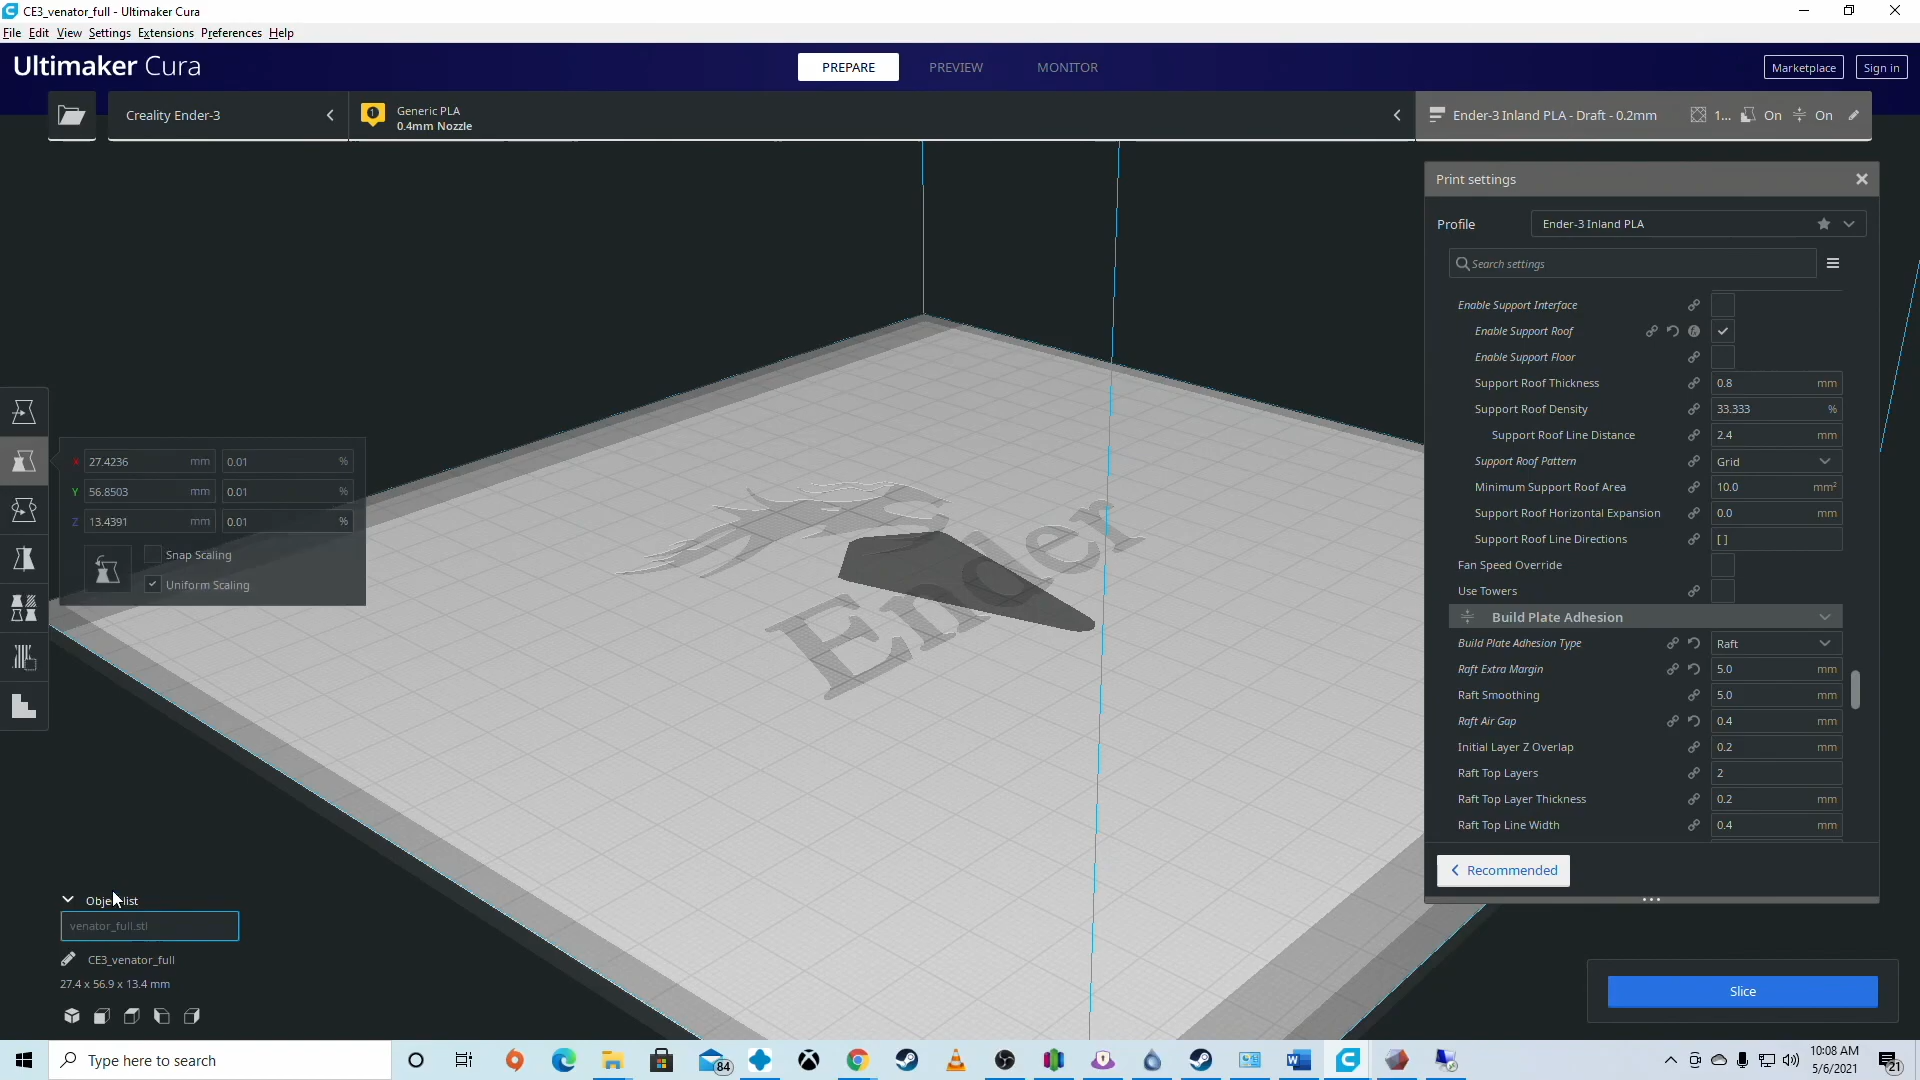 CE3_venator_full - Ultimaker Cura
File Edit View Settings Extensions Preferences Help
Ultimaker Cura
PREPARE PREVIEW MONITOR
Marketplace Sign in
Creality Ender-3
1
Generic PLA
0.4mm Nozzle
Ender-3 Inland PLA - Draft - 0.2mm 1... On On
Print settings
Profile Ender-3 Inland PLA
Search settings
Enable Support Interface
Enable Support Roof
Enable Support Floor
Support Roof Thickness 0.8 mm
Support Roof Density 33.333 %
Support Roof Line Distance 2.4 mm
Support Roof Pattern Grid
Minimum Support Roof Area 10.0 mm²
Support Roof Horizontal Expansion 0.0 mm
Support Roof Line Directions [ ]
Fan Speed Override
Use Towers
Build Plate Adhesion
Build Plate Adhesion Type Raft
Raft Extra Margin 5.0 mm
Raft Smoothing 5.0 mm
Raft Air Gap 0.4 mm
Initial Layer Z Overlap 0.2 mm
Raft Top Layers 2
Raft Top Layer Thickness 0.2 mm
Raft Top Line Width 0.4 mm
Recommended
X 27.4236 mm 0.01 %
Y 56.8503 mm 0.01 %
Z 13.4391 mm 0.01 %
Snap Scaling
Uniform Scaling
Ender
Object list
venator_full.stl
CE3_venator_full
27.4 x 56.9 x 13.4 mm
Slice
Type here to search
84
10:08 AM
5/6/2021
21